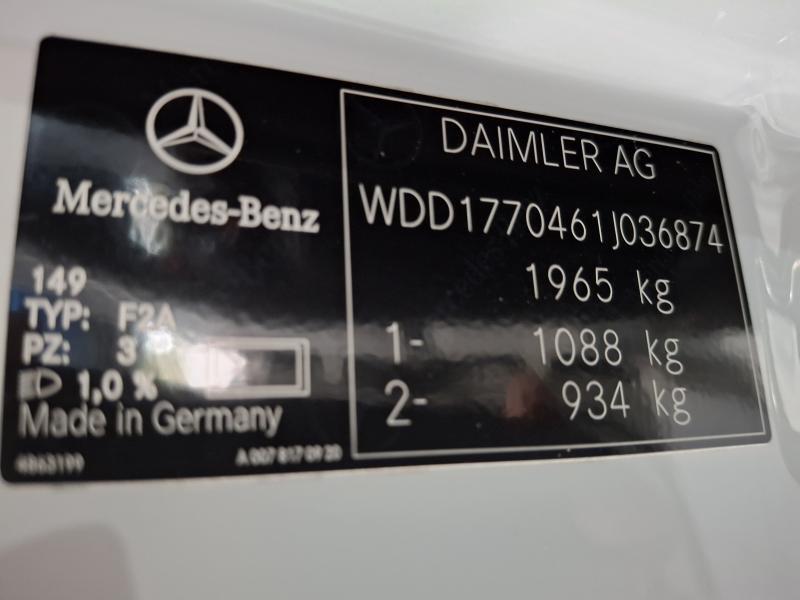 Mercedes-Benz
149
TYP: F2A
PZ: 3
1,0 %
Made in Germany
4863199
A 007 817 09 20
DAIMLER AG
WDD1770461J036874
1965 kg
1- 1088 kg
2- 934 kg